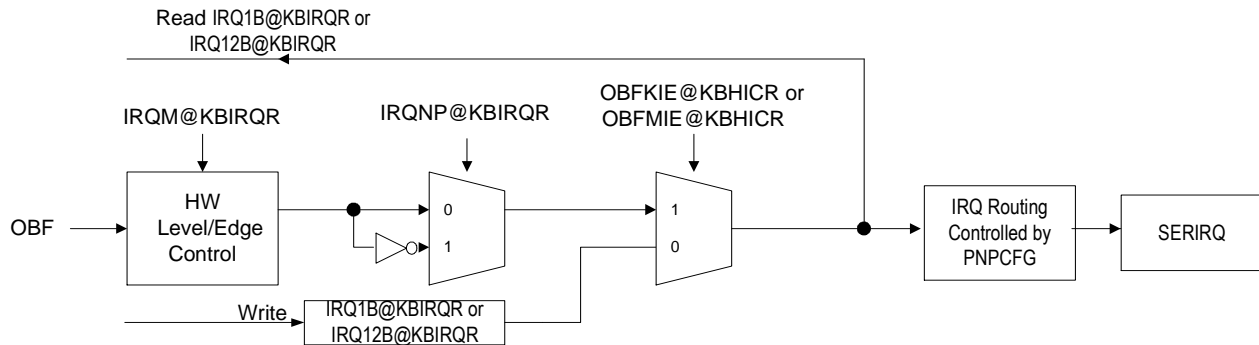 Read IRQ1B@KBIRQR or
IRQ12B@KBIRQR
IRQM@KBIRQR
IRQNP@KBIRQR
OBFKIE@KBHICR or
OBFMIE@KBHICR
OBF
HW
Level/Edge
Control
0
1
1
0
IRQ Routing
Controlled by
PNPCFG
SERIRQ
Write
IRQ1B@KBIRQR or
IRQ12B@KBIRQR